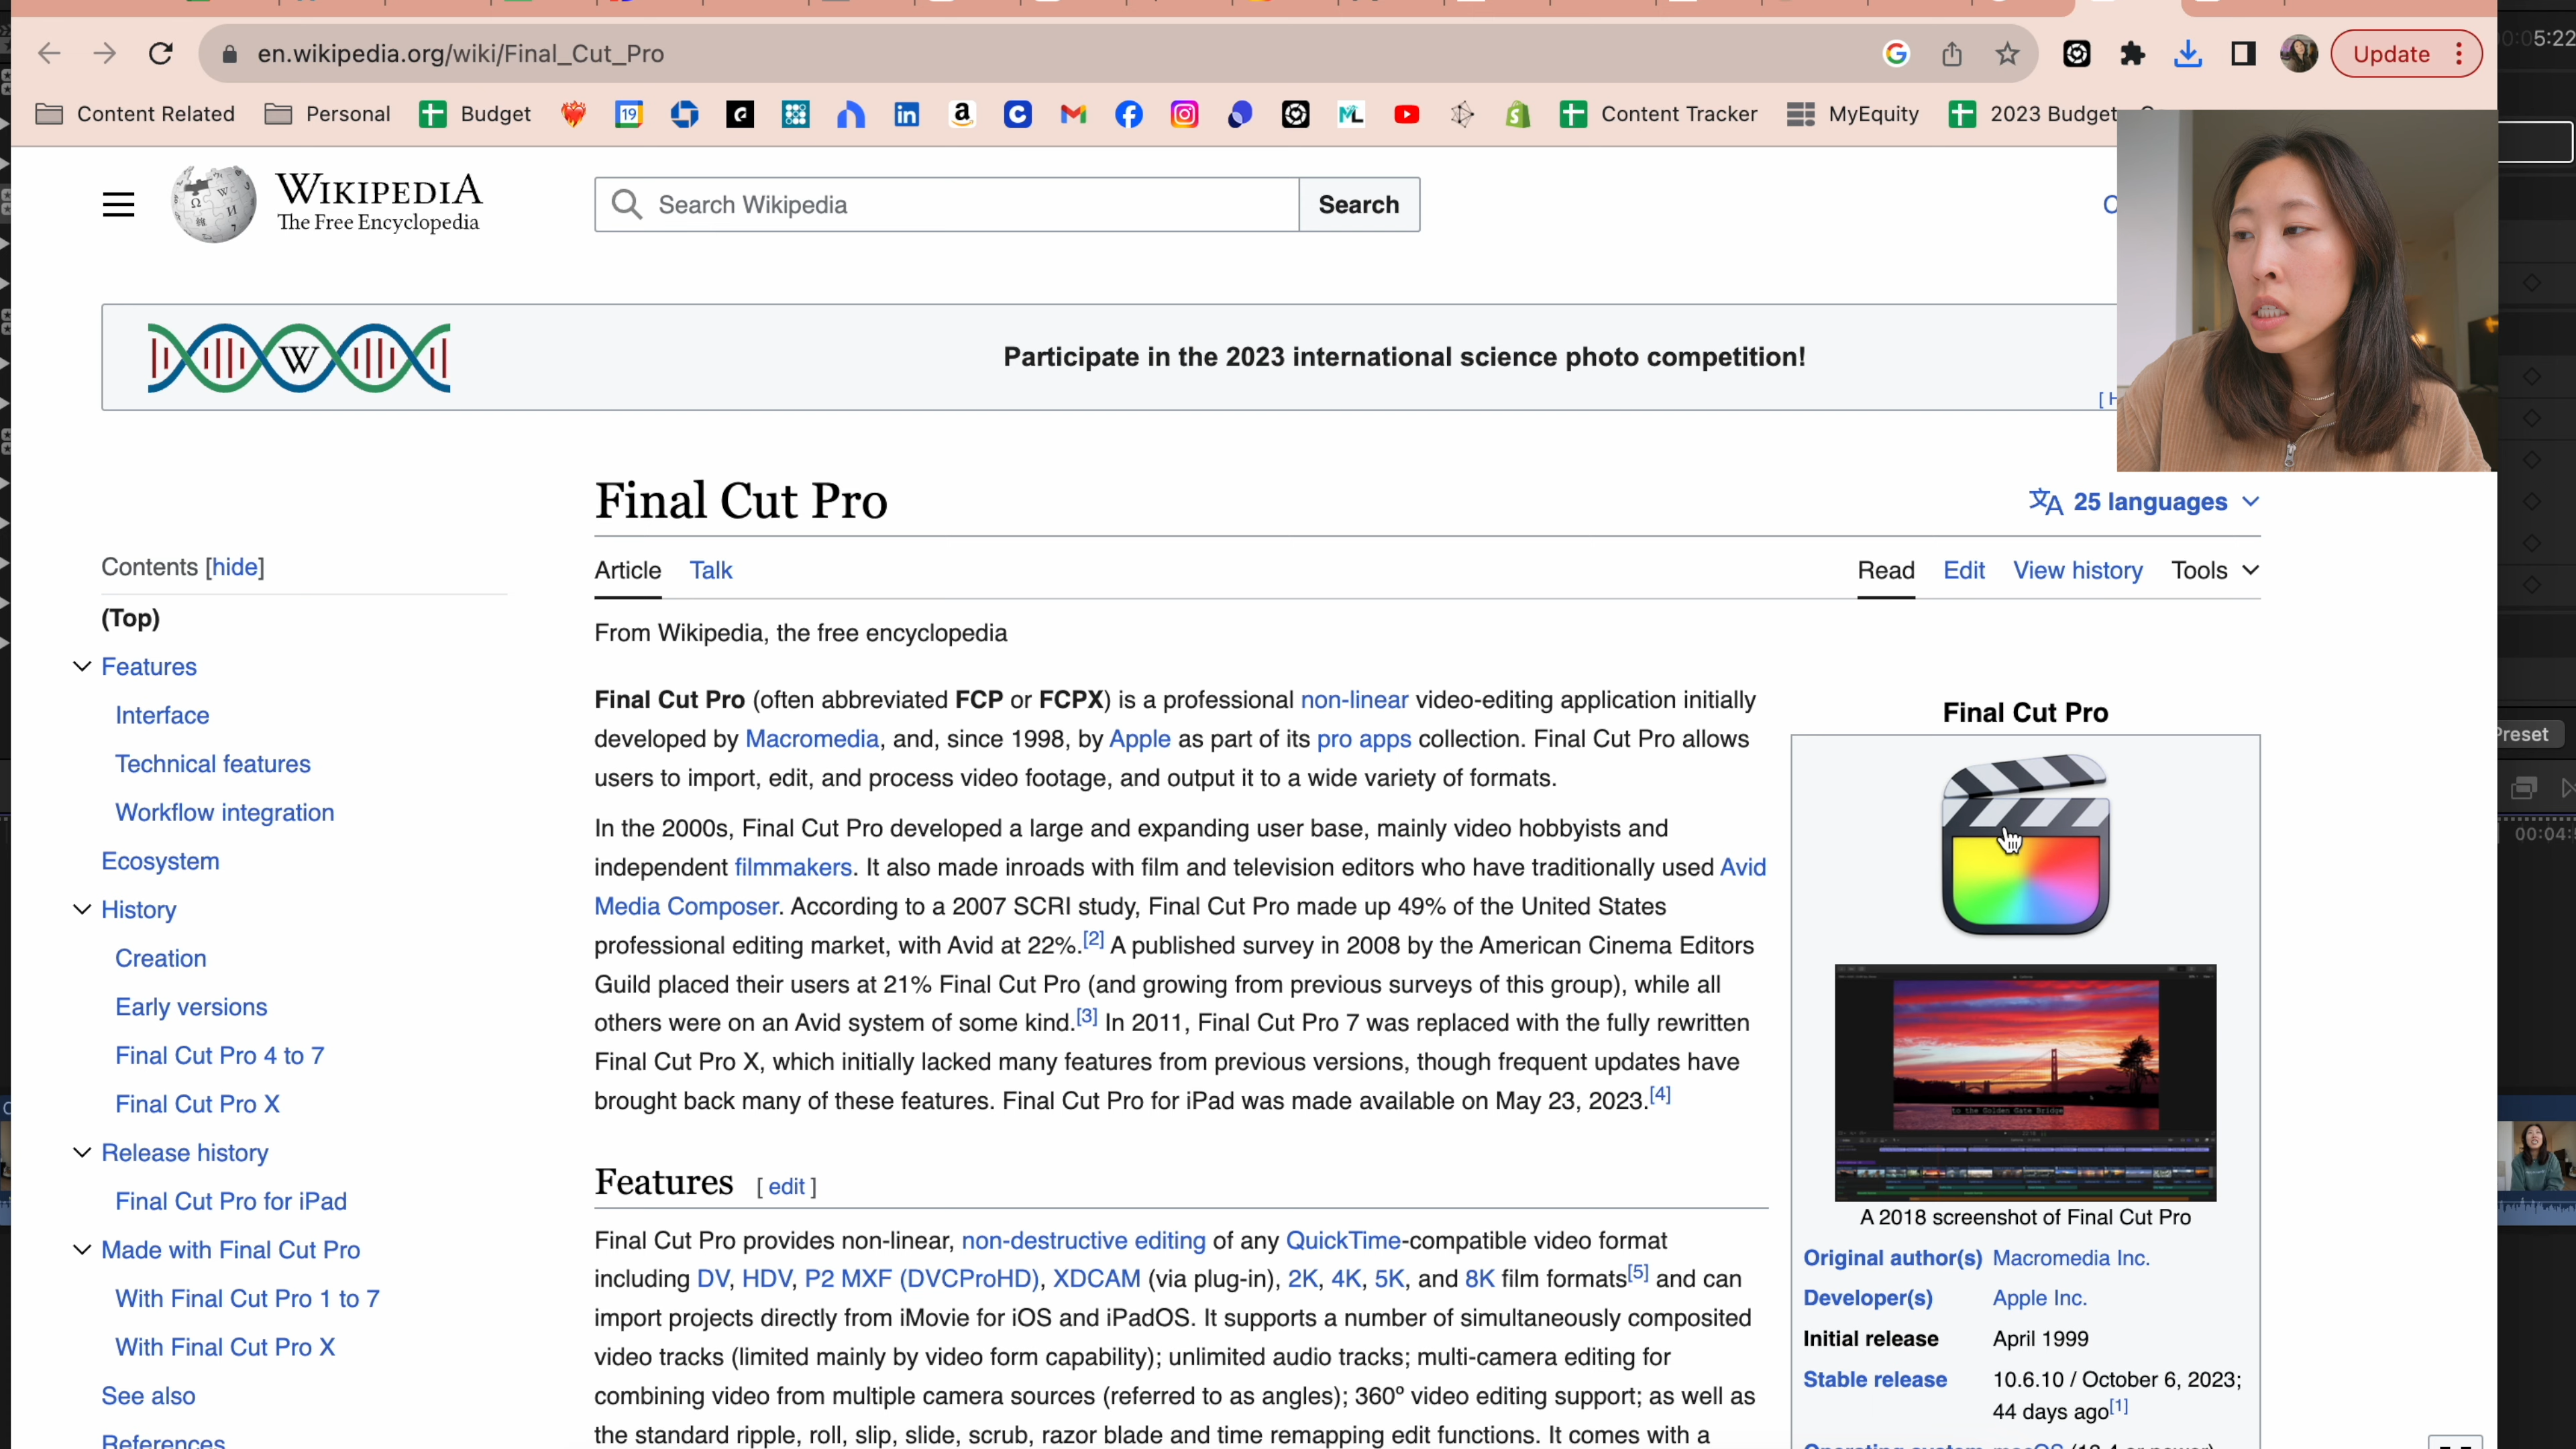 en.wikipedia.org/wiki/Final_Cut_Pro
Update
Content Related
Personal
Budget
19
Content Tracker
MyEquity
2023 Budget
05:22
WIKIPEDIA
The Free Encyclopedia
Search Wikipedia
Search
W
Participate in the 2023 international science photo competition!
Final Cut Pro
25 languages
Article
Talk
Read
Edit
View history
Tools
Contents [hide]
(Top)
Features
Interface
Technical features
Workflow integration
Ecosystem
History
Creation
Early versions
Final Cut Pro 4 to 7
Final Cut Pro X
Release history
Final Cut Pro for iPad
Made with Final Cut Pro
With Final Cut Pro 1 to 7
With Final Cut Pro X
See also
References
From Wikipedia, the free encyclopedia
Final Cut Pro (often abbreviated FCP or FCPX) is a professional non-linear video-editing application initially
developed by Macromedia, and, since 1998, by Apple as part of its pro apps collection. Final Cut Pro allows
users to import, edit, and process video footage, and output it to a wide variety of formats.
In the 2000s, Final Cut Pro developed a large and expanding user base, mainly video hobbyists and
independent filmmakers. It also made inroads with film and television editors who have traditionally used Avid
Media Composer. According to a 2007 SCRI study, Final Cut Pro made up 49% of the United States
professional editing market, with Avid at 22%.[2] A published survey in 2008 by the American Cinema Editors
Guild placed their users at 21% Final Cut Pro (and growing from previous surveys of this group), while all
others were on an Avid system of some kind.[3] In 2011, Final Cut Pro 7 was replaced with the fully rewritten
Final Cut Pro X, which initially lacked many features from previous versions, though frequent updates have
brought back many of these features. Final Cut Pro for iPad was made available on May 23, 2023.[4]
Features [ edit ]
Final Cut Pro provides non-linear, non-destructive editing of any QuickTime-compatible video format
including DV, HDV, P2 MXF (DVCProHD), XDCAM (via plug-in), 2K, 4K, 5K, and 8K film formats[5] and can
import projects directly from iMovie for iOS and iPadOS. It supports a number of simultaneously composited
video tracks (limited mainly by video form capability); unlimited audio tracks; multi-camera editing for
combining video from multiple camera sources (referred to as angles); 360º video editing support; as well as
the standard ripple, roll, slip, slide, scrub, razor blade and time remapping edit functions. It comes with a
Final Cut Pro
to the Golden Gate Bridge
A 2018 screenshot of Final Cut Pro
Original author(s) Macromedia Inc.
Developer(s) Apple Inc.
Initial release April 1999
Stable release 10.6.10 / October 6, 2023;
44 days ago[1]
Preset
00:04: